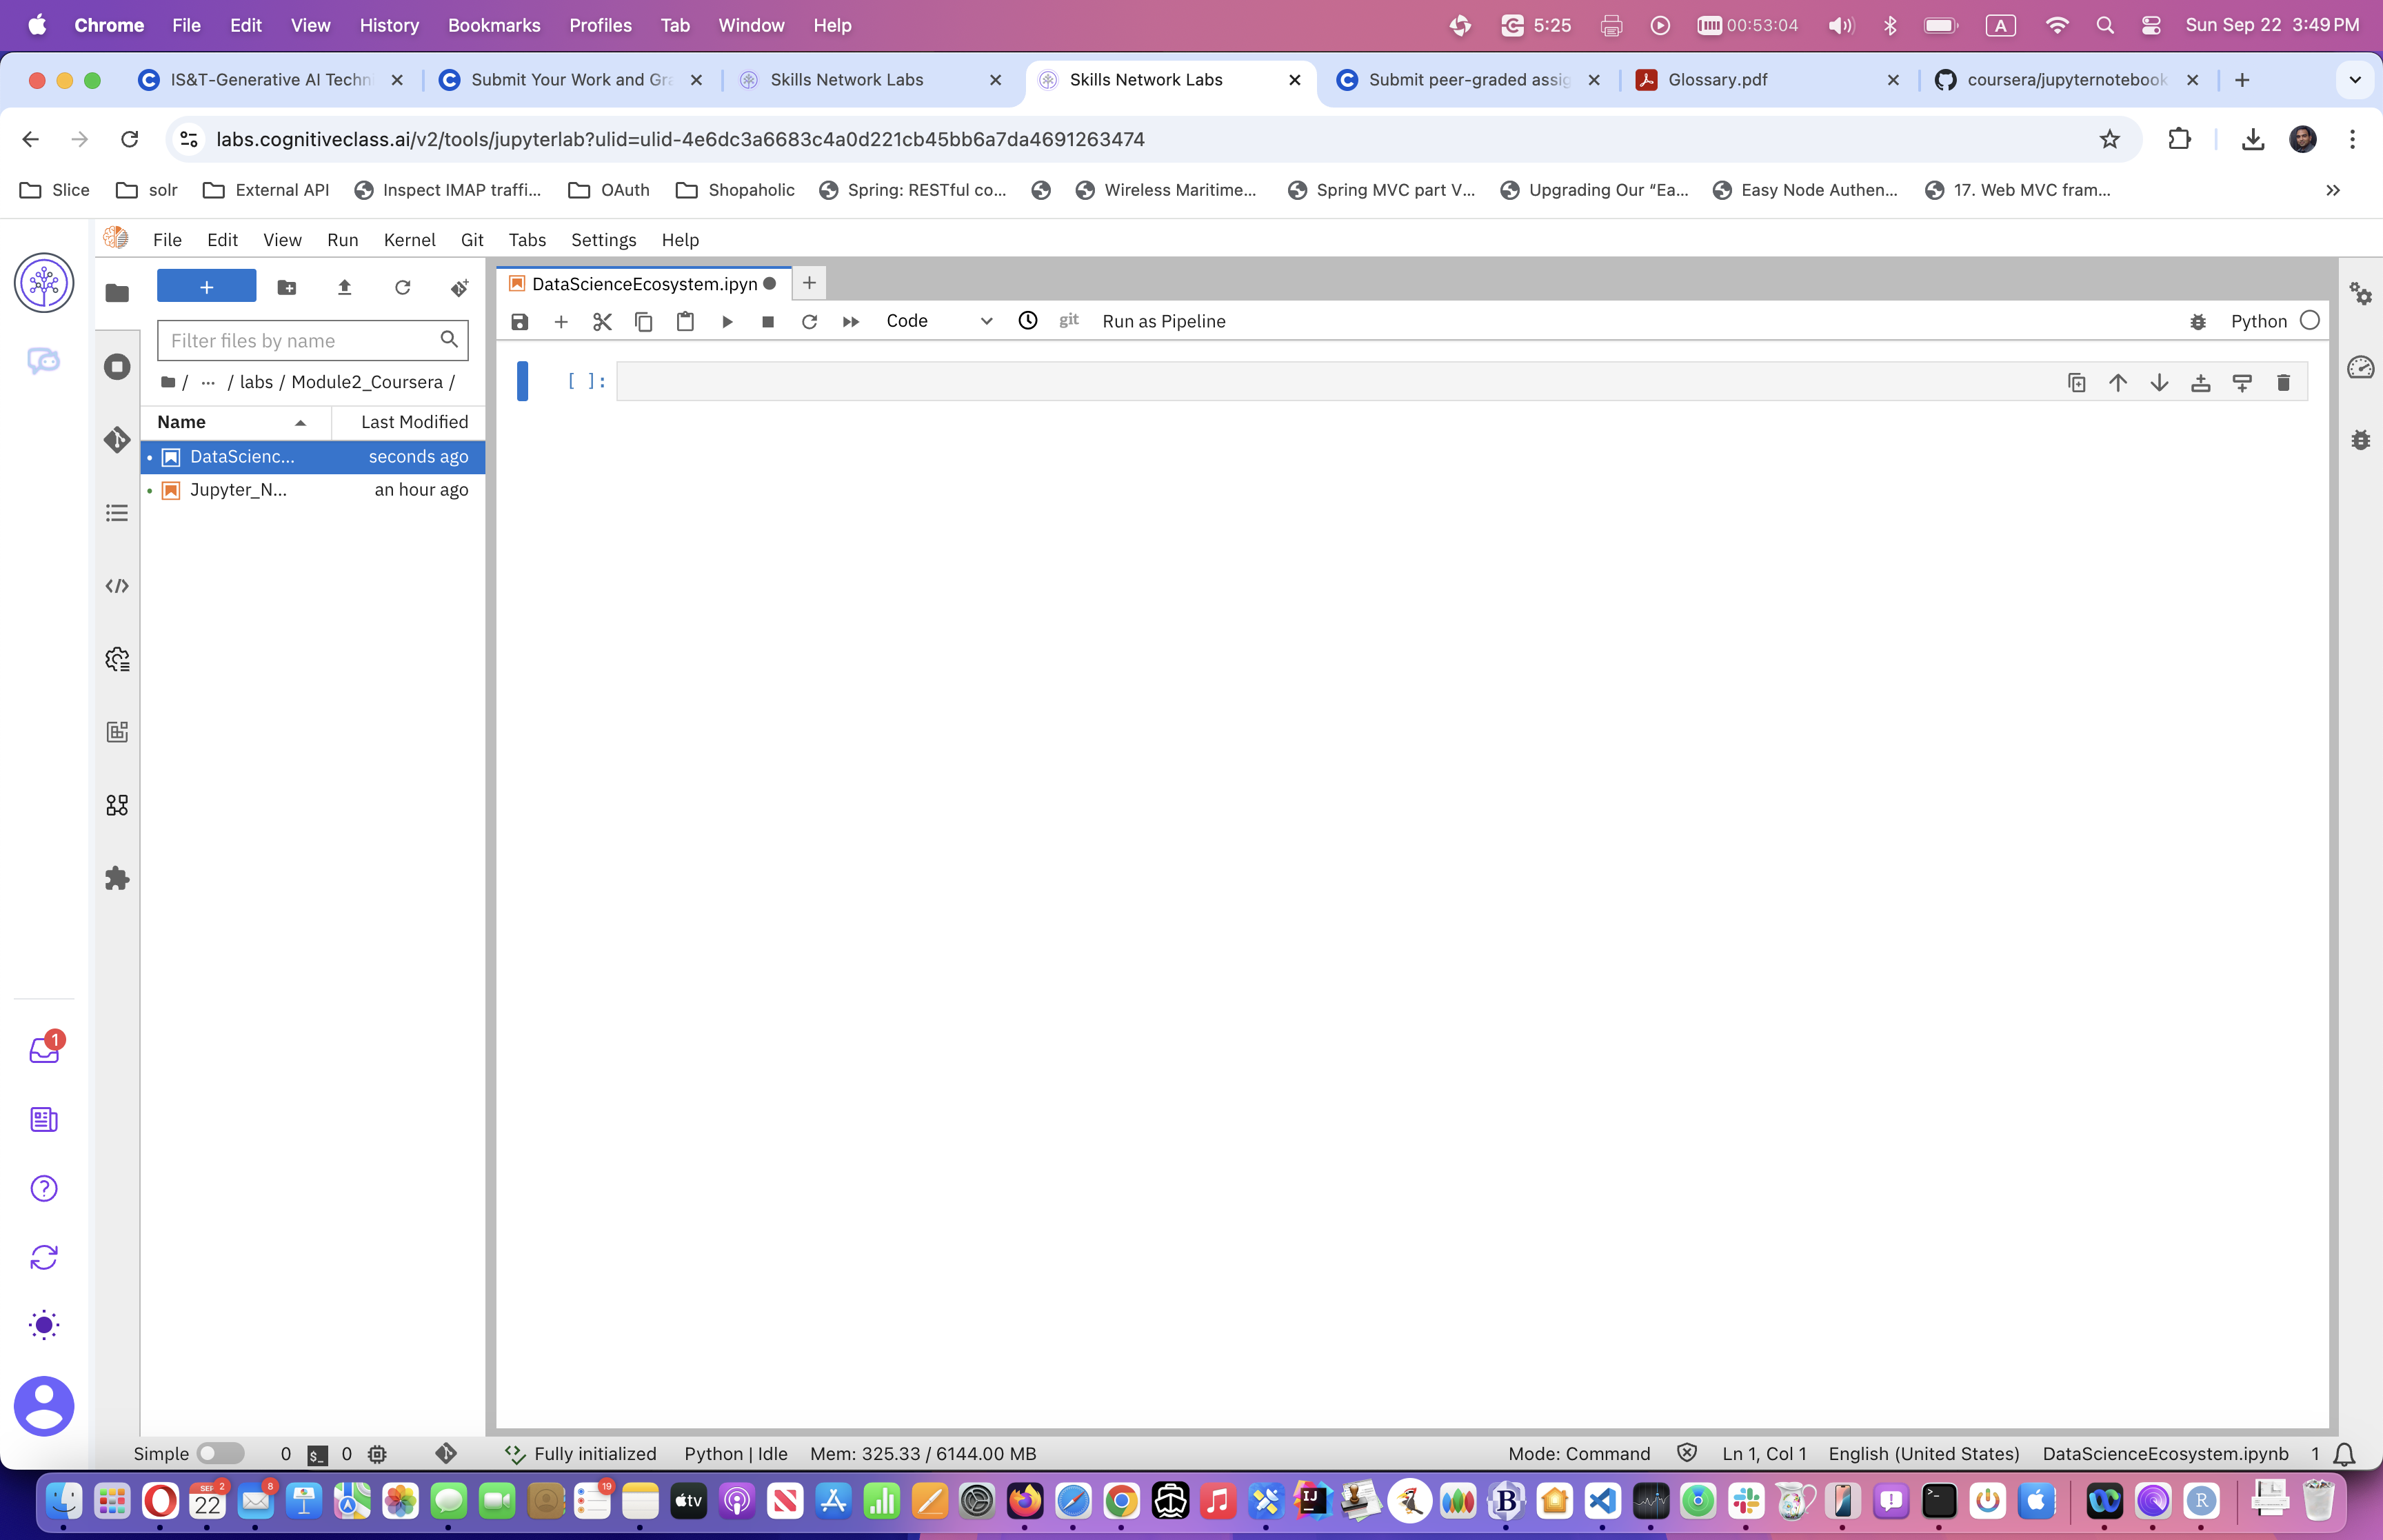 Chrome File Edit View History Bookmarks Profiles Tab Window Help 5:25 00:53:04 A Sun Sep 22 3:49 PM
IS&T-Generative AI Techn Submit Your Work and Gra Skills Network Labs Skills Network Labs Submit peer-graded assig Glossary.pdf coursera/jupyternotebook
labs.cognitiveclass.ai/v2/tools/jupyterlab?ulid=ulid-4e6dc3a6683c4a0d221cb45bb6a7da4691263474
Slice solr External API Inspect IMAP traffi... OAuth Shopaholic Spring: RESTful co... Wireless Maritime... Spring MVC part V... Upgrading Our “Ea... Easy Node Authen... 17. Web MVC fram...
File Edit View Run Kernel Git Tabs Settings Help
DataScienceEcosystem.ipyn
Code git Run as Pipeline Python
Filter files by name
/ ··· / labs / Module2_Coursera /
[ ]:
Name Last Modified
DataScienc... seconds ago
Jupyter_N... an hour ago
1
Simple 0 $_ 0 Fully initialized Python | Idle Mem: 325.33 / 6144.00 MB Mode: Command Ln 1, Col 1 English (United States) DataScienceEcosystem.ipynb 1
SEP 2 22 8 19 tv IJ B R